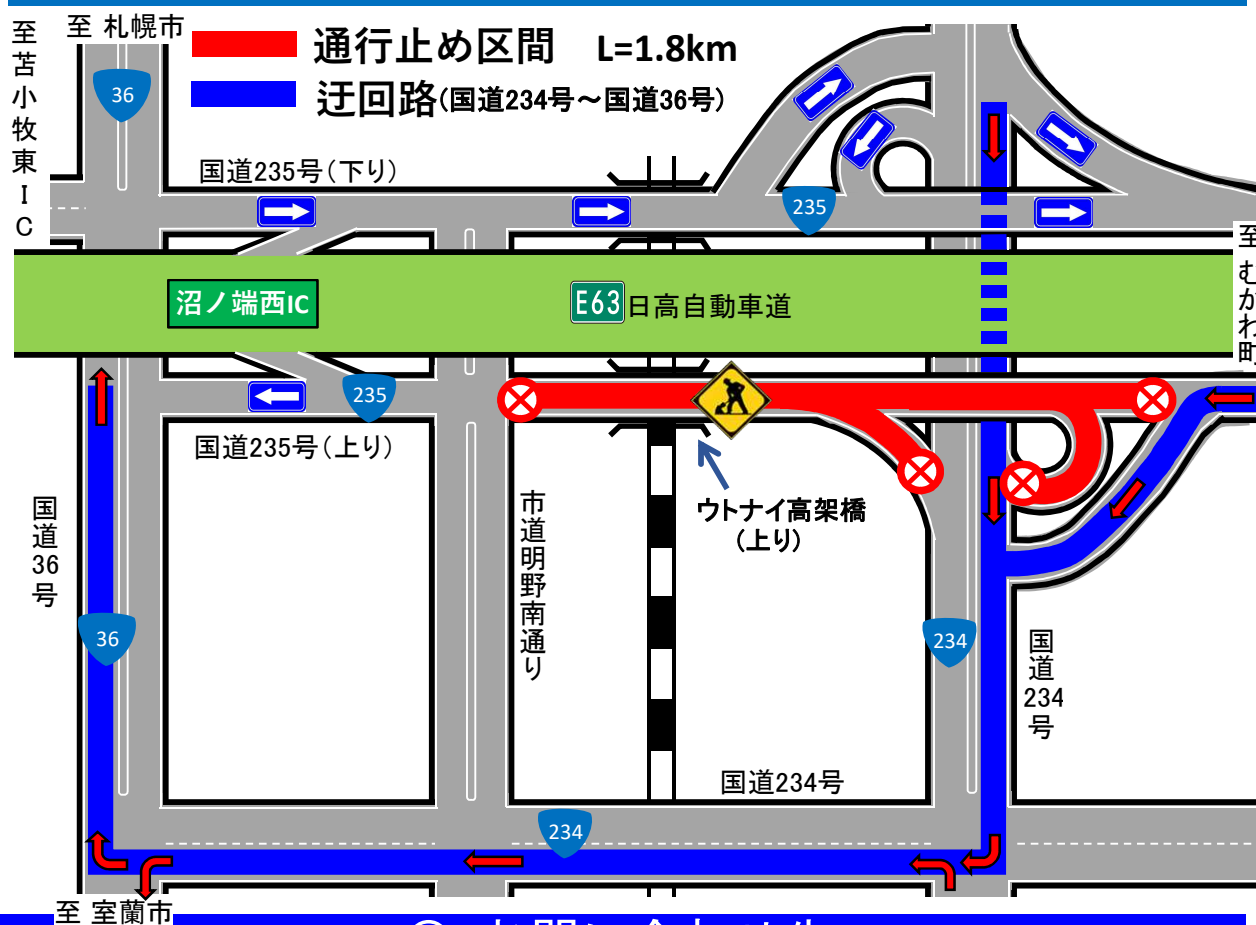 至苫小牧東IC
至 札幌市
通行止め区間 L=1.8km
迂回路(国道234号～国道36号)
36
国道235号(下り)
235
至むかわ町
沼ノ端西IC
E63 日高自動車道
235
国道235号(上り)
ウトナイ高架橋
(上り)
市道明野南通り
国道36号
36
234
国道234号
国道234号
234
至 室蘭市